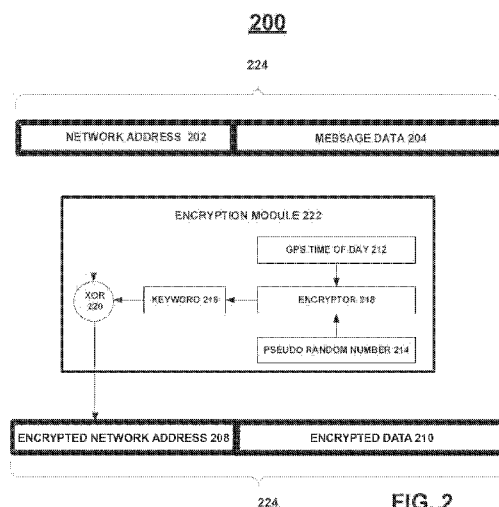 200
224
NETWORK ADDRESS 202
MESSAGE DATA 204
ENCRYPTION MODULE 222
GPS TIME OF DAY 212
XOR
220
KEYWORD 216
ENCRYPTOR 218
PSEUDO RANDOM NUMBER 214
ENCRYPTED NETWORK ADDRESS 208
ENCRYPTED DATA 210
224
FIG. 2